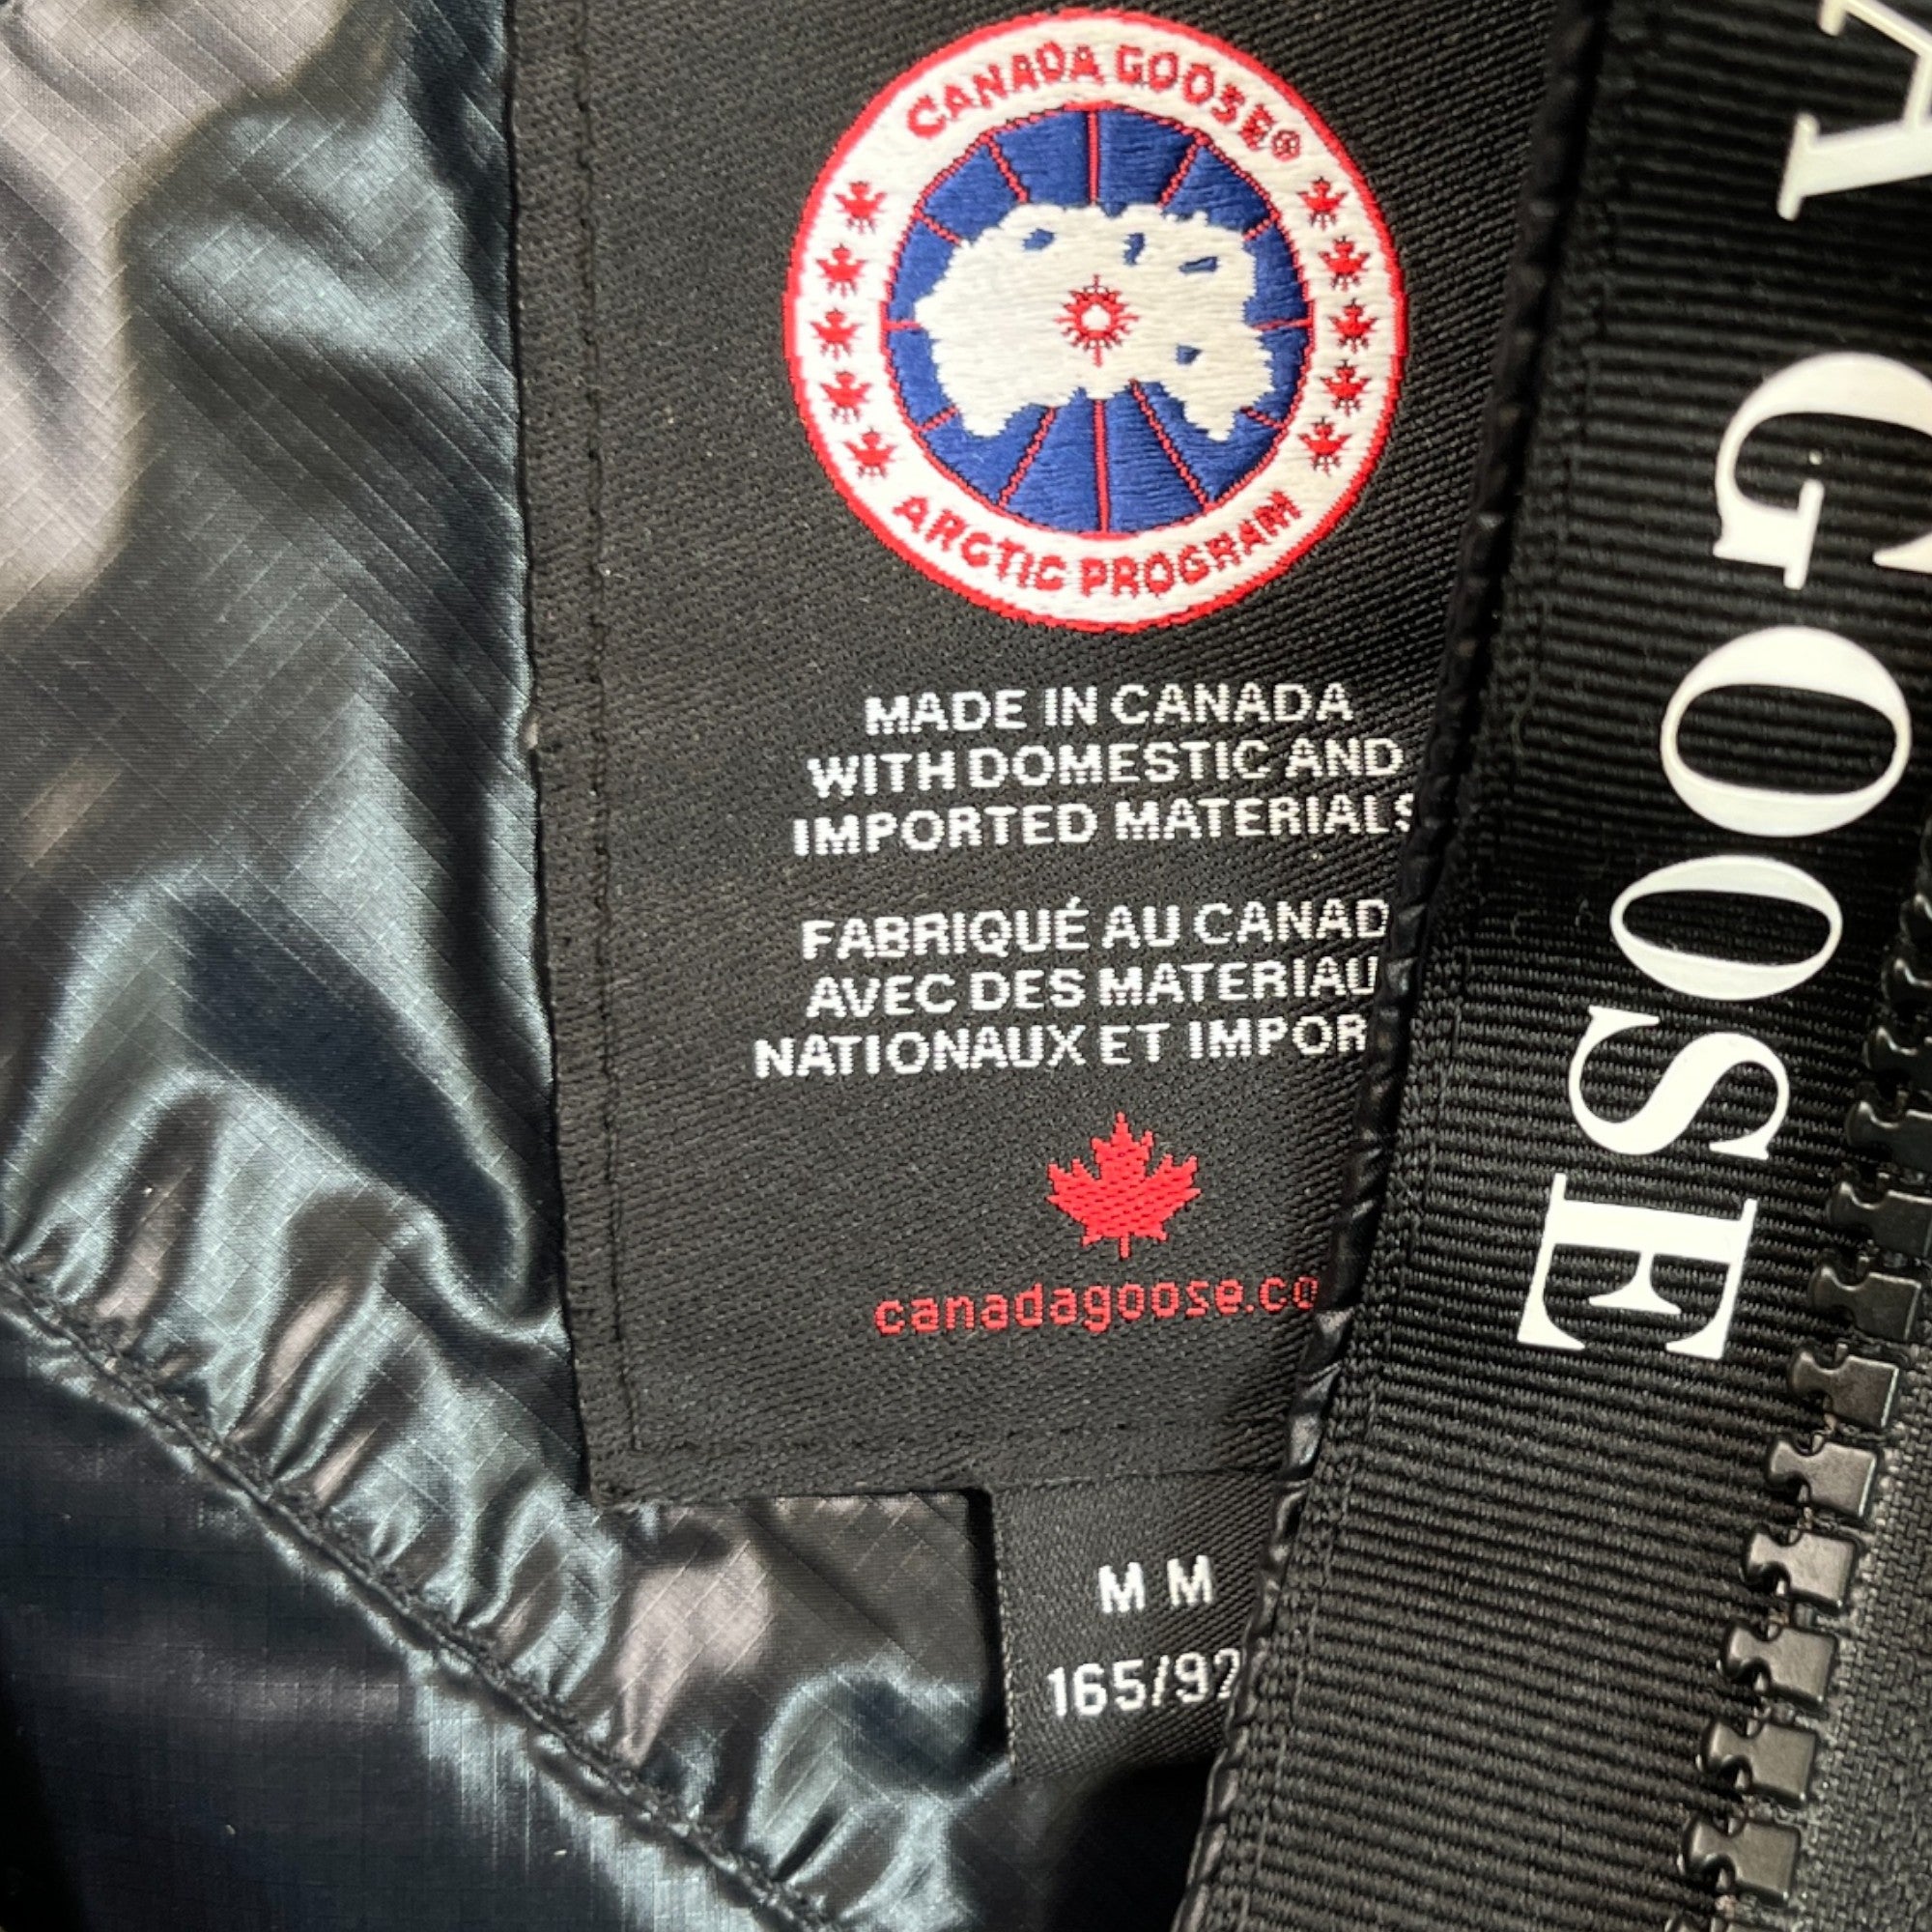 CANADA GOOSE®
ARCTIC PROGRAM
MADE IN CANADA
WITH DOMESTIC AND
IMPORTED MATERIALS
FABRIQUÉ AU CANAD
AVEC DES MATERIAU
NATIONAUX ET IMPOR
canadagoose.co
M M
165/92
A GOOSE